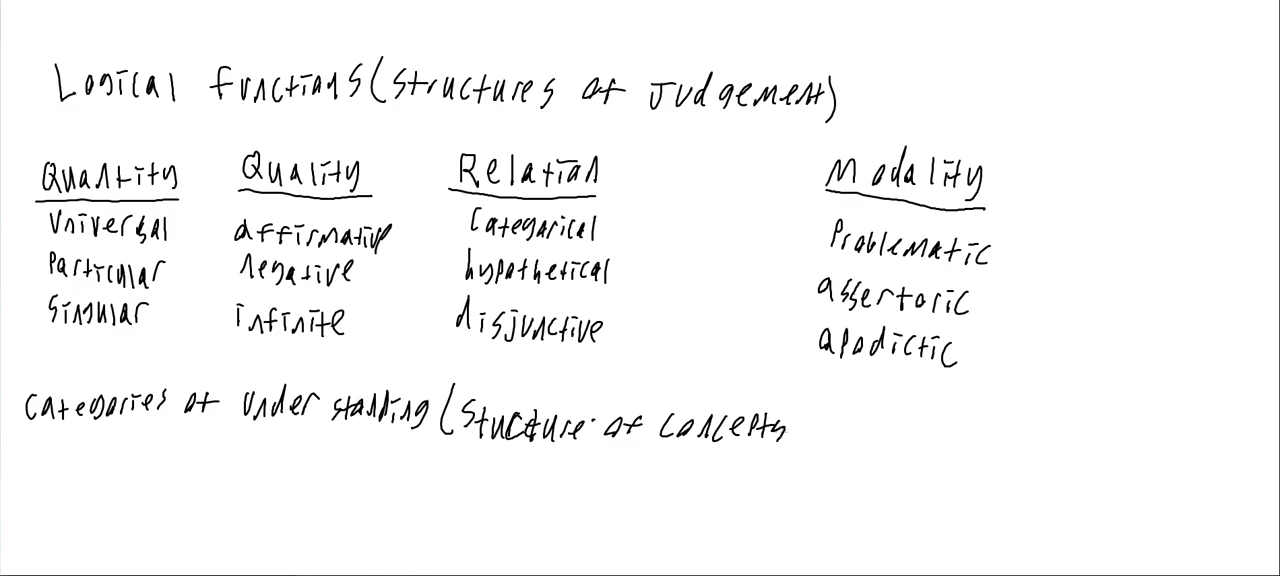 Logical functions (structures of Judgement)
Quantity Quality Relation Modality
Universal affirmative Categorical Problematic
Particular negative hypothetical assertoric
Singular infinite disjunctive apodictic
Categories of understanding (Structure of concepts